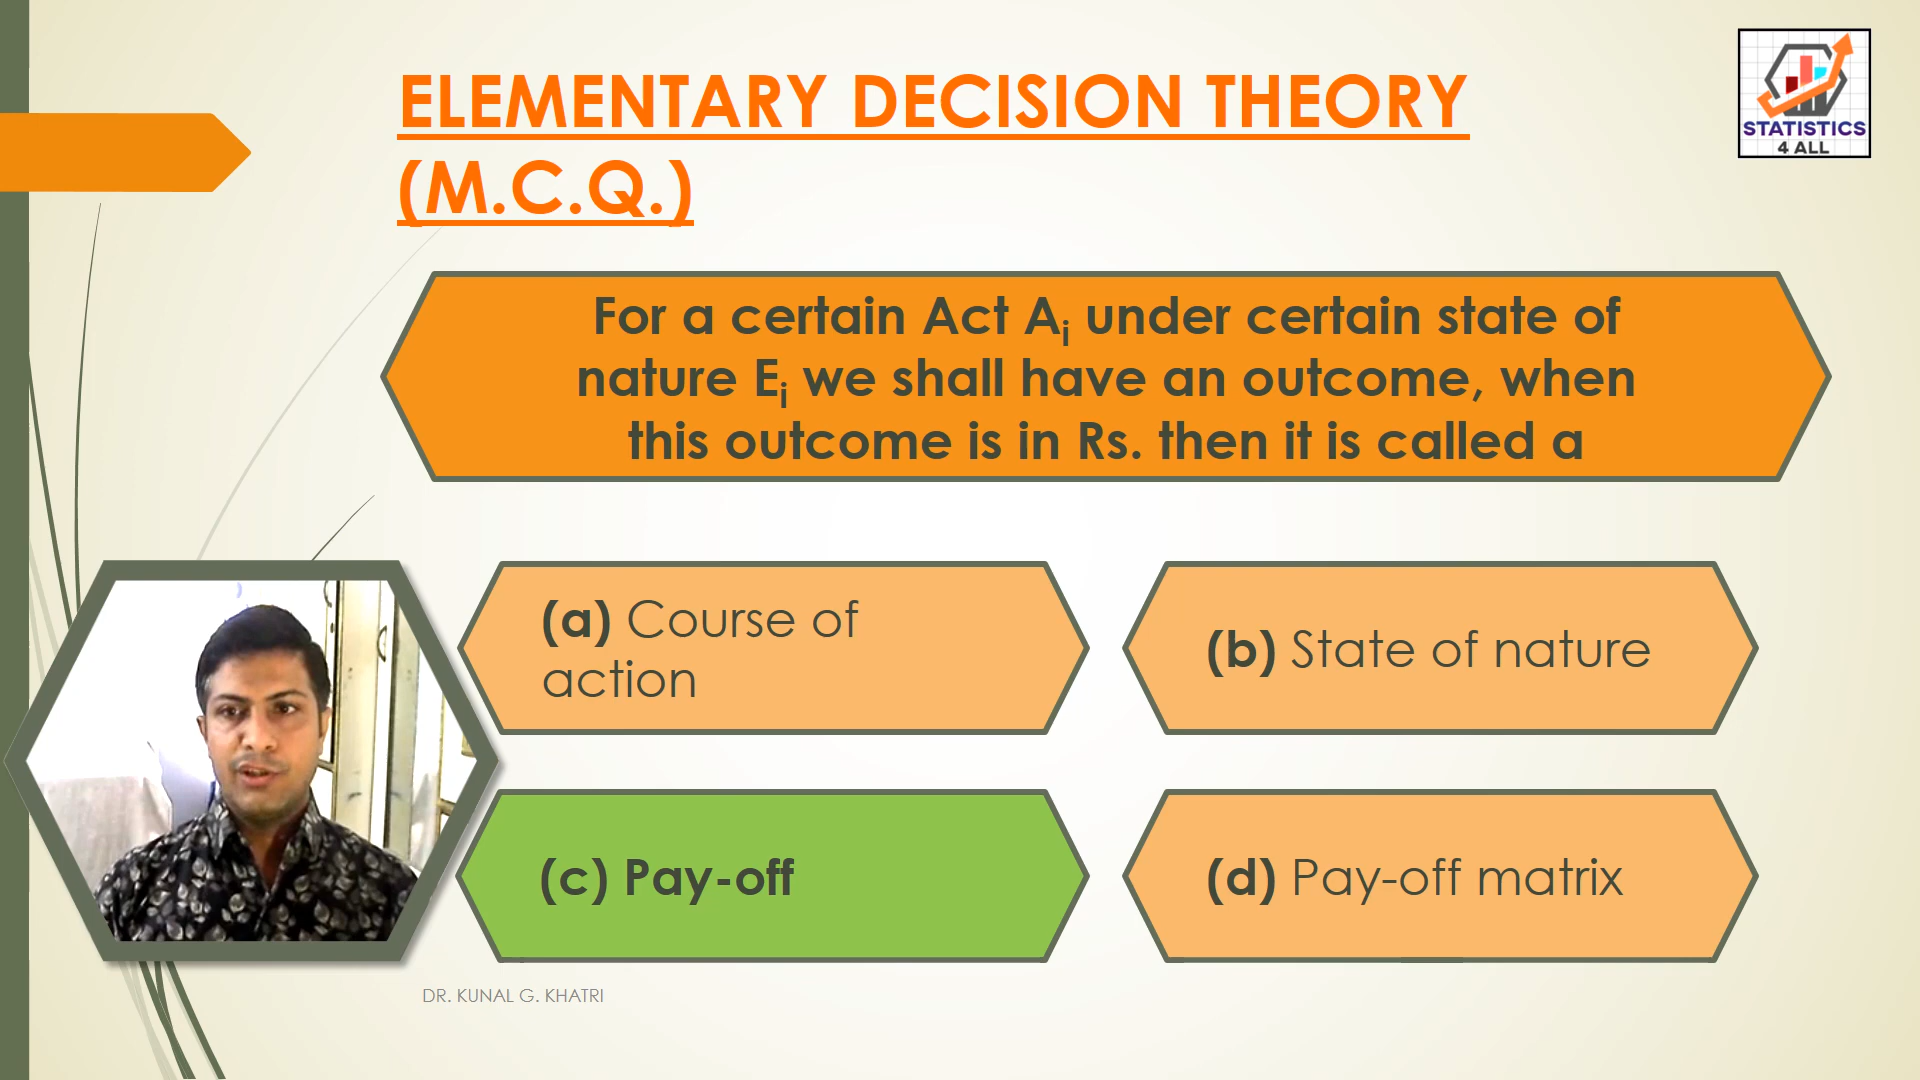 ELEMENTARY DECISION THEORY
(M.C.Q.)
STATISTICS
4 ALL
For a certain Act Ai under certain state of
nature Ei we shall have an outcome, when
this outcome is in Rs. then it is called a
(a) Course of
action
(b) State of nature
(c) Pay-off
(d) Pay-off matrix
DR. KUNAL G. KHATRI